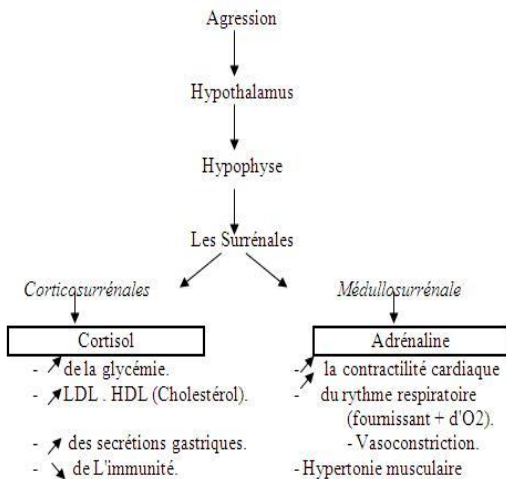 Agression
Hypothalamus
Hypophyse
Les Surrénales
Corticosurrénales
Médullosurrénale
Cortisol
Adrénaline
- ↗ de la glycémie.
- ↗ LDL . HDL (Cholestérol).
- ↗ des secrétions gastriques.
- ↘ de L'immunité.
- ↗ la contractilité cardiaque
- ↗ du rythme respiratoire
(fournissant + d'O2).
- Vasoconstriction.
- Hypertonie musculaire